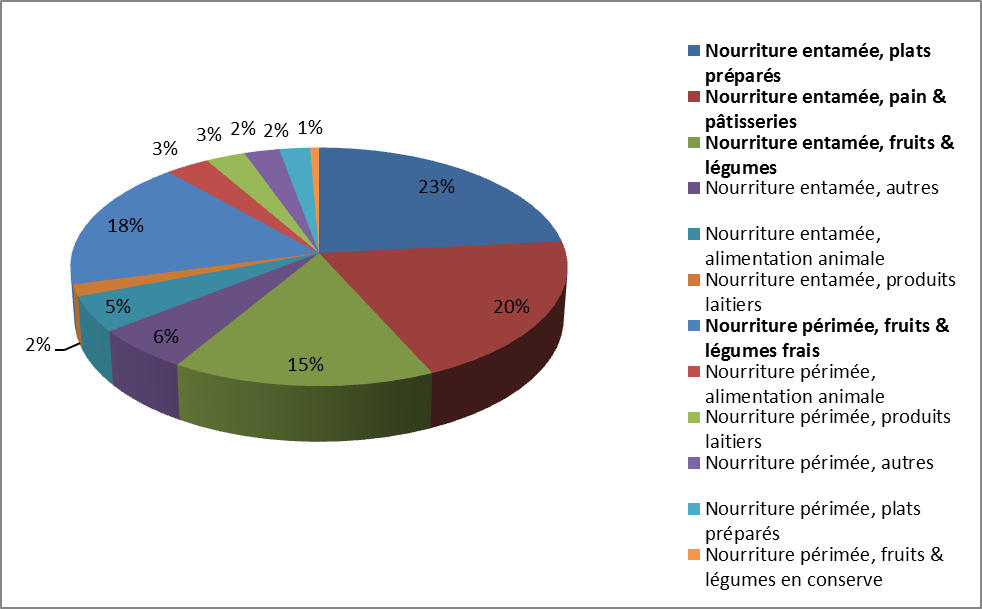 1%
2%
2%
3%
3%
23%
18%
20%
5%
6%
2%
15%
Nourriture entamée, plats
préparés
Nourriture entamée, pain &
pâtisseries
Nourriture entamée, fruits &
légumes
Nourriture entamée, autres
Nourriture entamée,
alimentation animale
Nourriture entamée, produits
laitiers
Nourriture périmée, fruits &
légumes frais
Nourriture périmée,
alimentation animale
Nourriture périmée, produits
laitiers
Nourriture périmée, autres
Nourriture périmée, plats
préparés
Nourriture périmée, fruits &
légumes en conserve